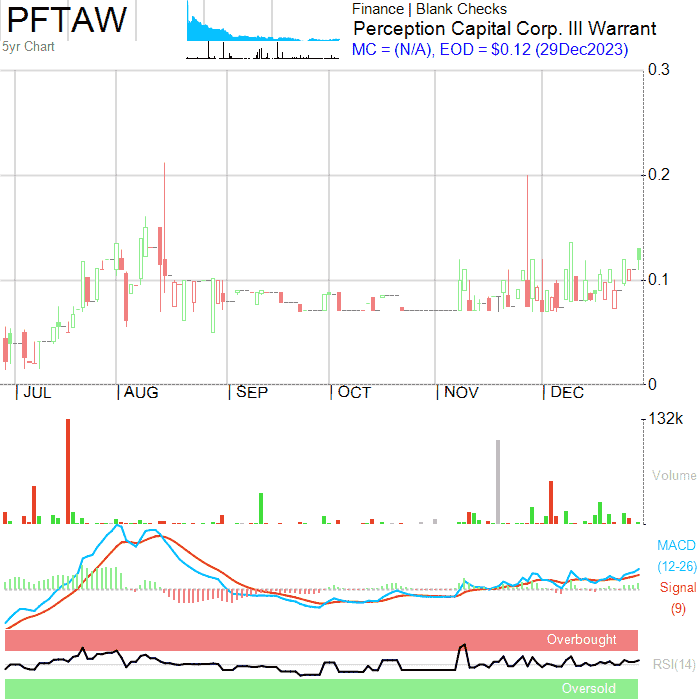 PFTAW
5yr Chart
Finance | Blank Checks
Perception Capital Corp. III Warrant
MC = (N/A), EOD = $0.12 (29Dec2023)
0.3
0.2
0.1
0
JUL AUG SEP OCT NOV DEC
132k
Volume
MACD
(12-26)
Signal
(9)
Overbought
RSI(14)
Oversold